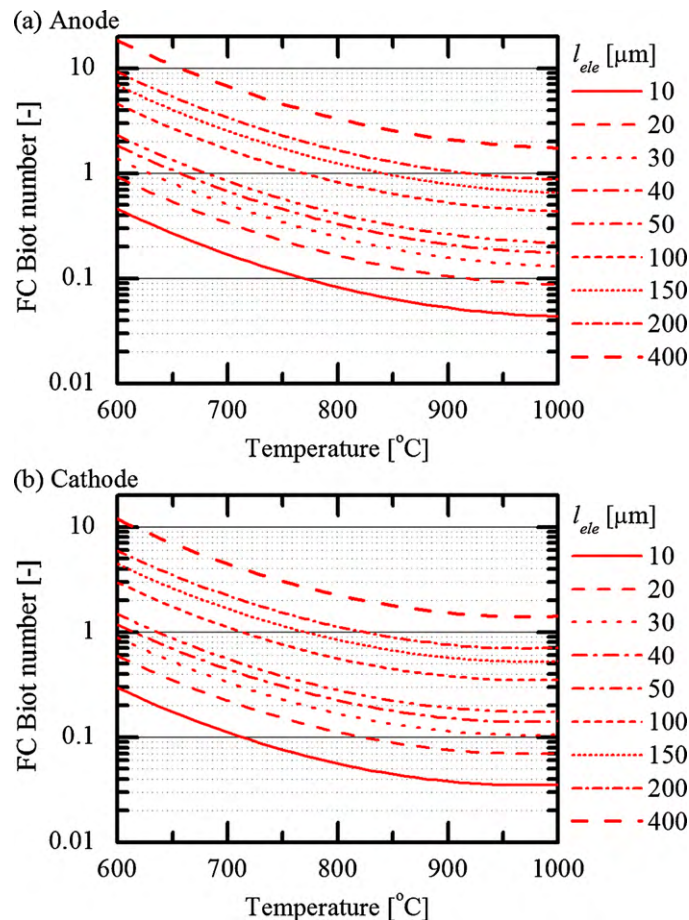 (a) Anode
FC Biot number [-]
10
1
0.1
0.01
600 700 800 900 1000
Temperature [°C]
l_ele [µm]
10
20
30
40
50
100
150
200
400
(b) Cathode
FC Biot number [-]
10
1
0.1
0.01
600 700 800 900 1000
Temperature [°C]
l_ele [µm]
10
20
30
40
50
100
150
200
400